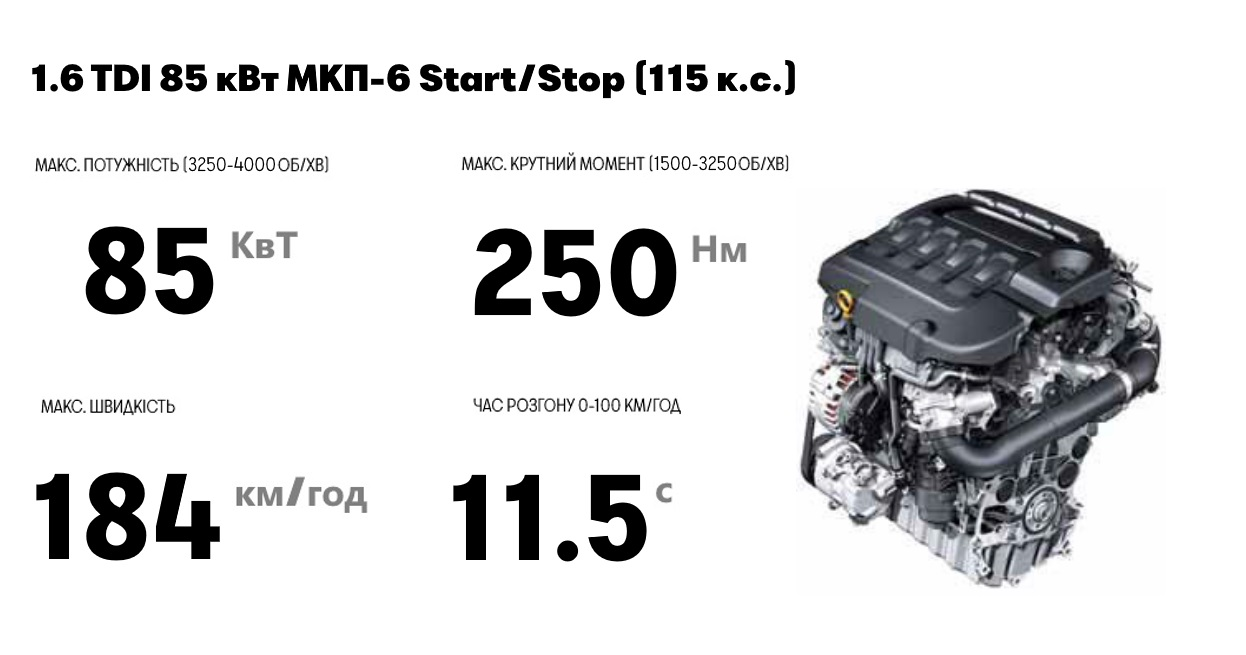 1.6 TDI 85 кВт МКП-6 Start/Stop (115 к.с.)
МАКС. ПОТУЖНІСТЬ (3250-4000 ОБ/ХВ)
МАКС. КРУТНИЙ МОМЕНТ (1500-3250 ОБ/ХВ)
85 КвТ
250 Нм
МАКС. ШВИДКІСТЬ
ЧАС РОЗГОНУ 0-100 КМ/ГОД
184 км/год
11.5 с